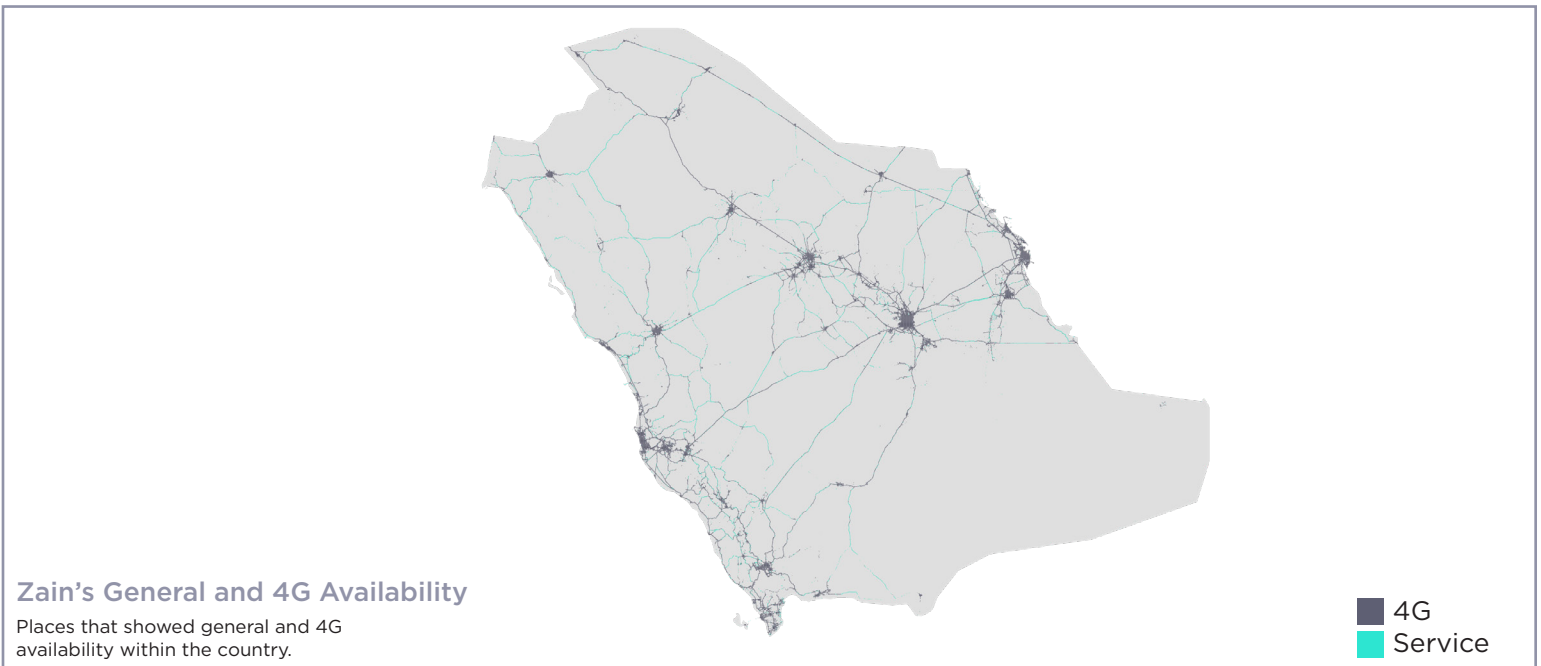 Zain’s General and 4G Availability
Places that showed general and 4G
availability within the country.
4G
Service